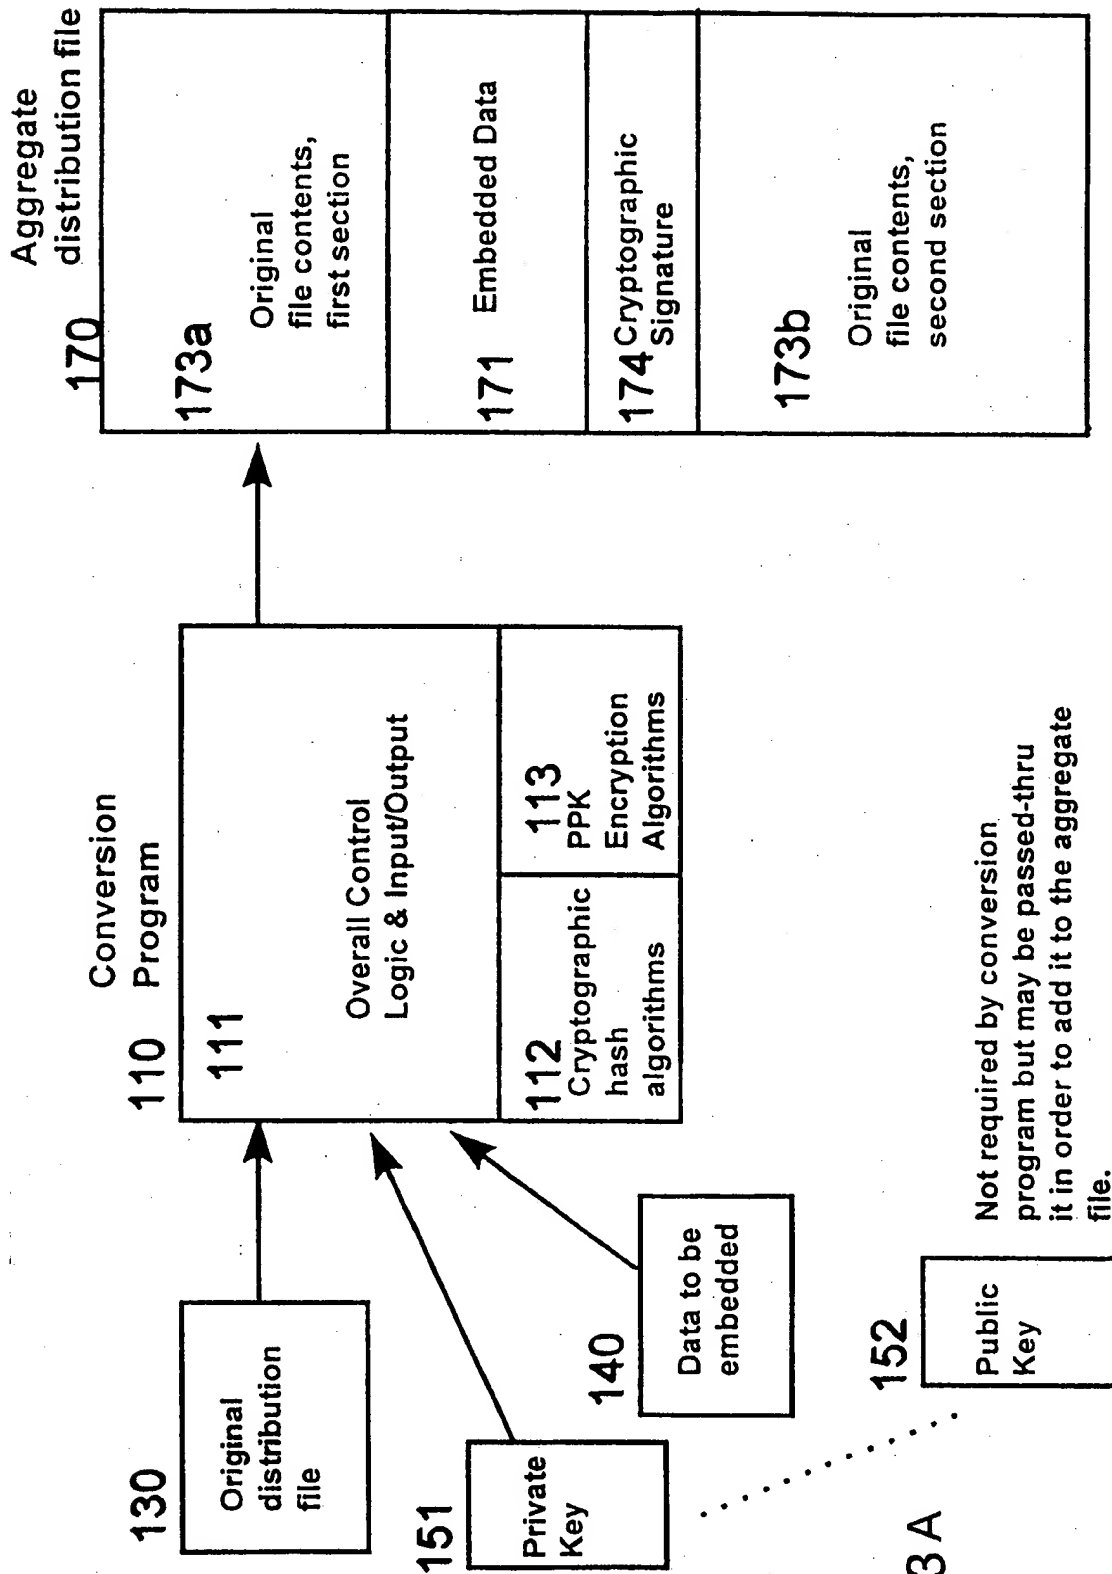 Aggregate
distribution file
170
173a
Original
file contents,
first section
171
Embedded Data
174
Cryptographic
Signature
173b
Original
file contents,
second section
Conversion
Program
110
111
Overall Control
Logic & Input/Output
112
Cryptographic
hash
algorithms
113
PPK
Encryption
Algorithms
130
Original
distribution
file
151
Private
Key
140
Data to be
embedded
152
Public
Key
Not required by conversion
program but may be passed-thru
it in order to add it to the aggregate
file.
3A